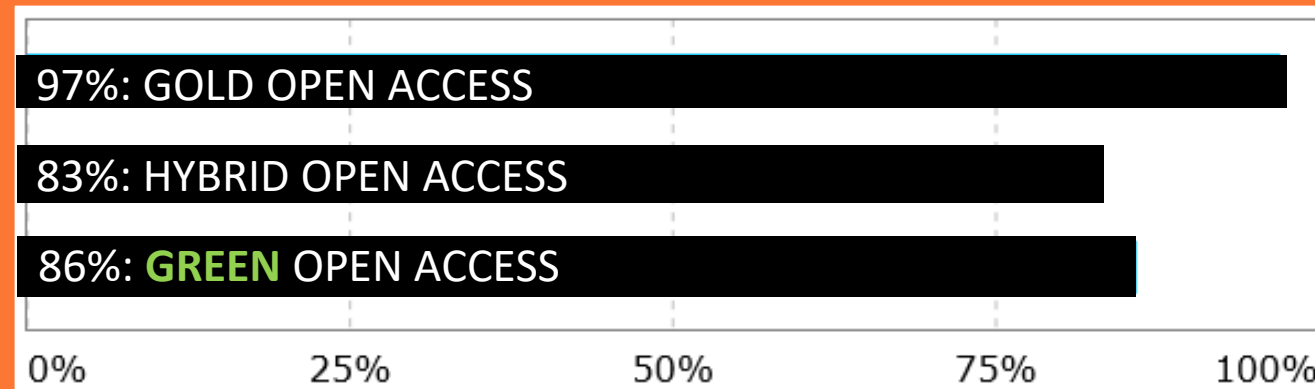 97%: GOLD OPEN ACCESS
83%: HYBRID OPEN ACCESS
86%: GREEN OPEN ACCESS
0% 25% 50% 75% 100%